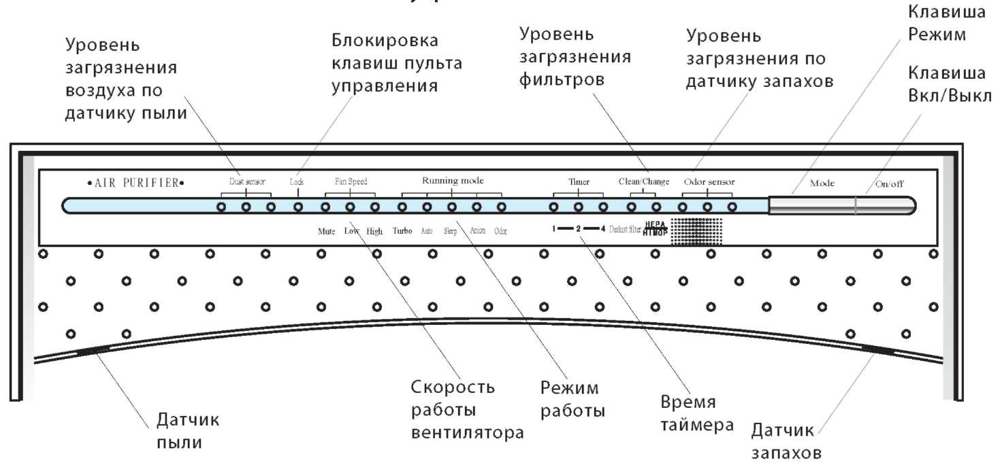 Уровень
загрязнения
воздуха по
датчику пыли
Блокировка
клавиш пульта
управления
Уровень
загрязнения
фильтров
Уровень
загрязнения по
датчику запахов
Клавиша
Режим
Клавиша
Вкл/Выкл
•AIR PURIFIER•
Dust sensor
Lock
Fan Speed
Running mode
Timer
Clean/Change
Odor sensor
Mode
On/off
Mute Low High Turbo Auto Sleep Anion Odor
1 2 4 Dedust filter HEPA
Датчик
пыли
Скорость
работы
вентилятора
Режим
работы
Время
таймера
Датчик
запахов